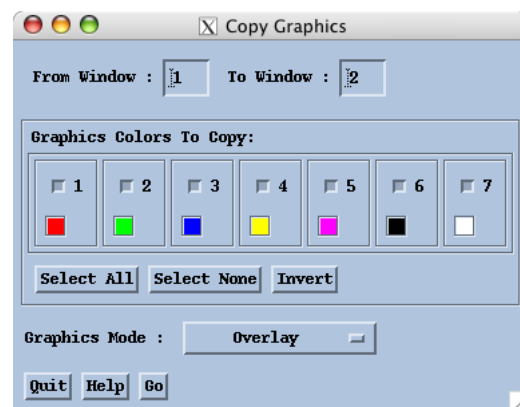 Copy Graphics
From Window : 1 To Window : 2
Graphics Colors To Copy:
1 2 3 4 5 6 7
Select All Select None Invert
Graphics Mode : Overlay
Quit Help Go